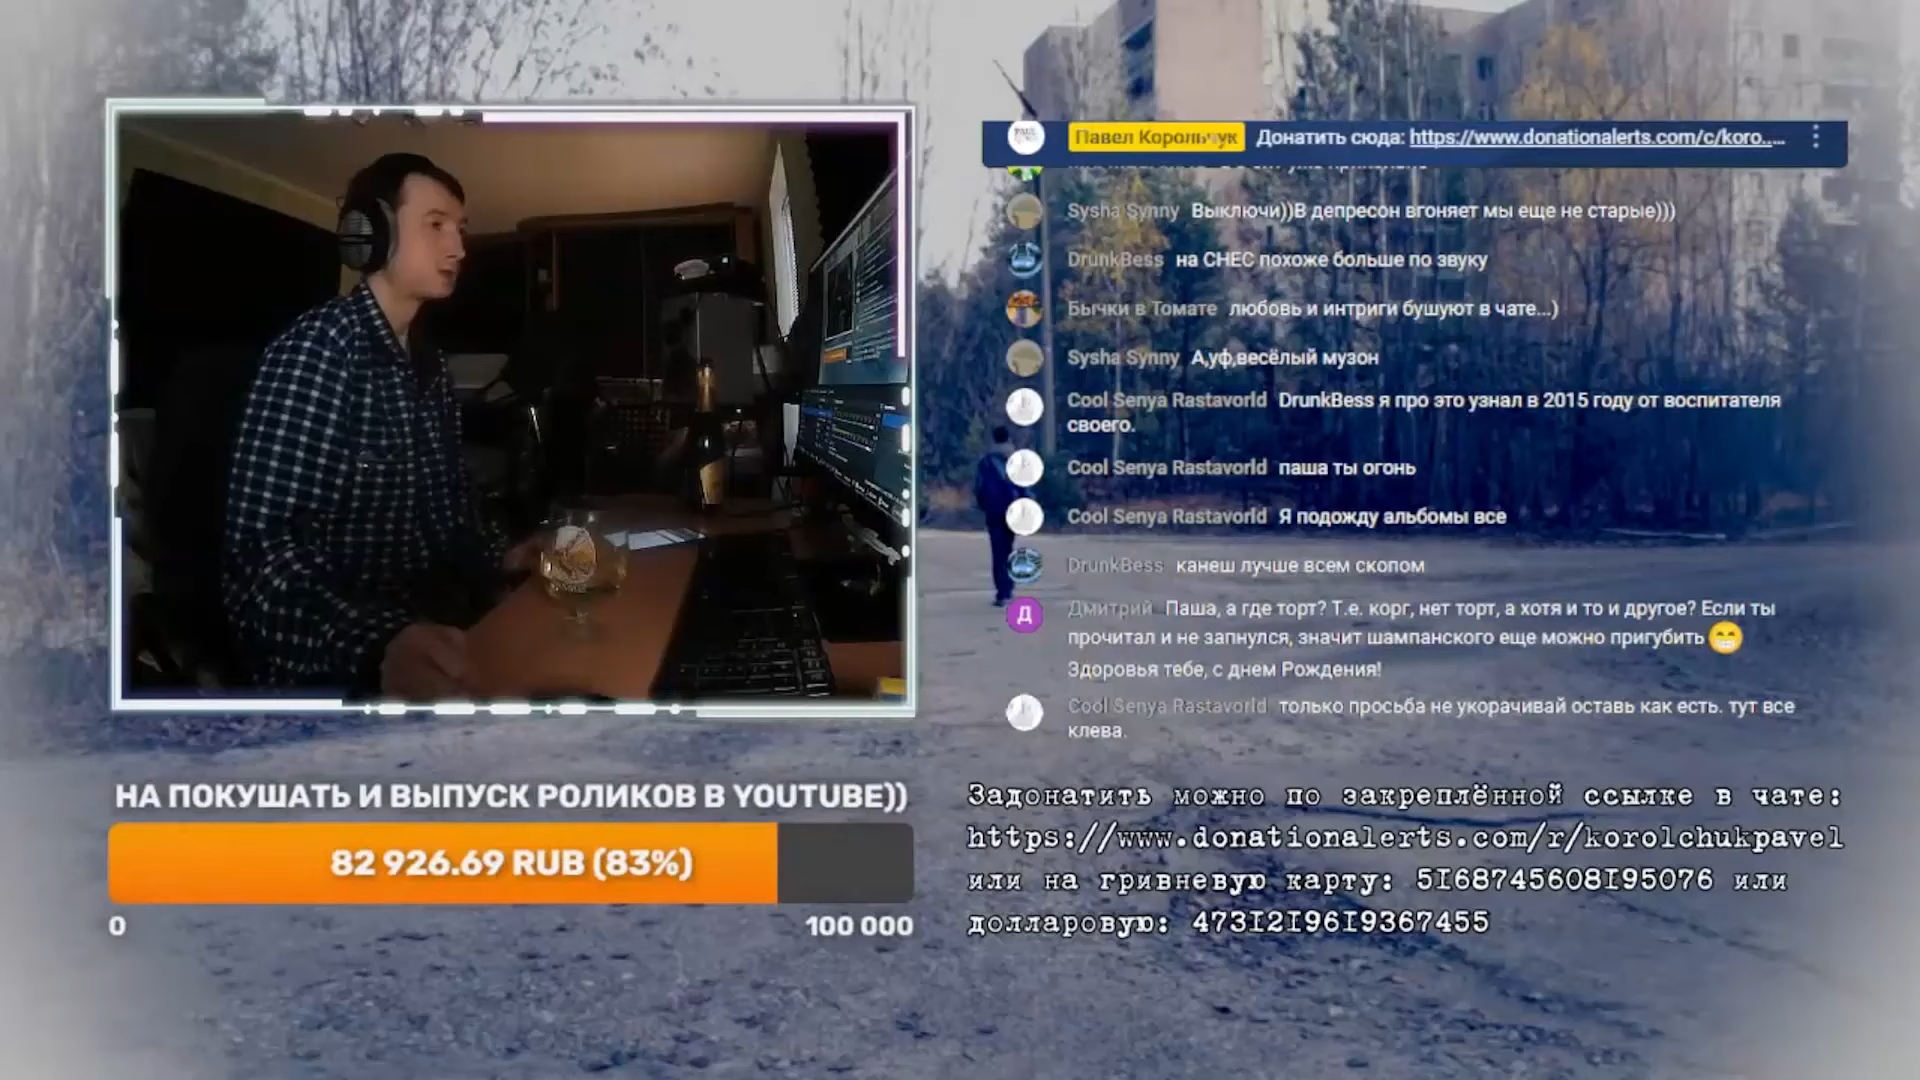 Павел Корольчук Донатить сюда: https://www.donationalerts.com/c/koro.…
Sysha Synny Выключи))В депресон вгоняет мы еще не старые)))
DrunkBess на СНЕС похоже больше по звуку
Бычки в Томате любовь и интриги бушуют в чате...)
Sysha Synny А,уф,весёлый музон
Cool Senya Rastavorld DrunkBess я про это узнал в 2015 году от воспитателя
своего.
Cool Senya Rastavorld паша ты огонь
Cool Senya Rastavorld Я подожду альбомы все
DrunkBess канеш лучше всем скопом
Д Дмитрий Паша, а где торт? Т.е. корг, нет торт, а хотя и то и другое? Если ты
прочитал и не запнулся, значит шампанского еще можно пригубить 😁
Здоровья тебе, с днем Рождения!
Cool Senya Rastavorld только просьба не укорачивай оставь как есть. тут все
клева.
НА ПОКУШАТЬ И ВЫПУСК РОЛИКОВ В YOUTUBE))
82 926.69 RUB (83%)
0 100 000
Задонатить можно по закреплённой ссылке в чате:
https://www.donationalerts.com/r/korolchukpavel
или на гривневую карту: 5168745608195076 или
долларовую: 4731219619367455